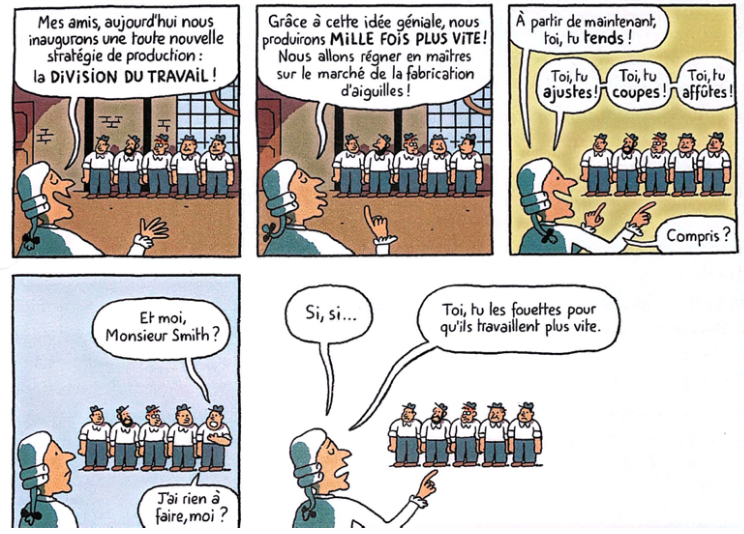 Mes amis, aujourd'hui nous
inaugurons une toute nouvelle
stratégie de production :
la DiViSiON DU TRAVAiL !
Grâce à cette idée géniale, nous
produirons MiLLE FOiS PLUS ViTE !
Nous allons régner en maîtres
sur le marché de la fabrication
d'aiguilles !
À partir de maintenant,
toi, tu tends !
Toi, tu
ajustes !
Toi, tu
coupes !
Toi, tu
affûtes !
Compris ?
Et moi,
Monsieur Smith ?
J'ai rien à
faire, moi ?
Si, si...
Toi, tu les fouettes pour
qu'ils travaillent plus vite.